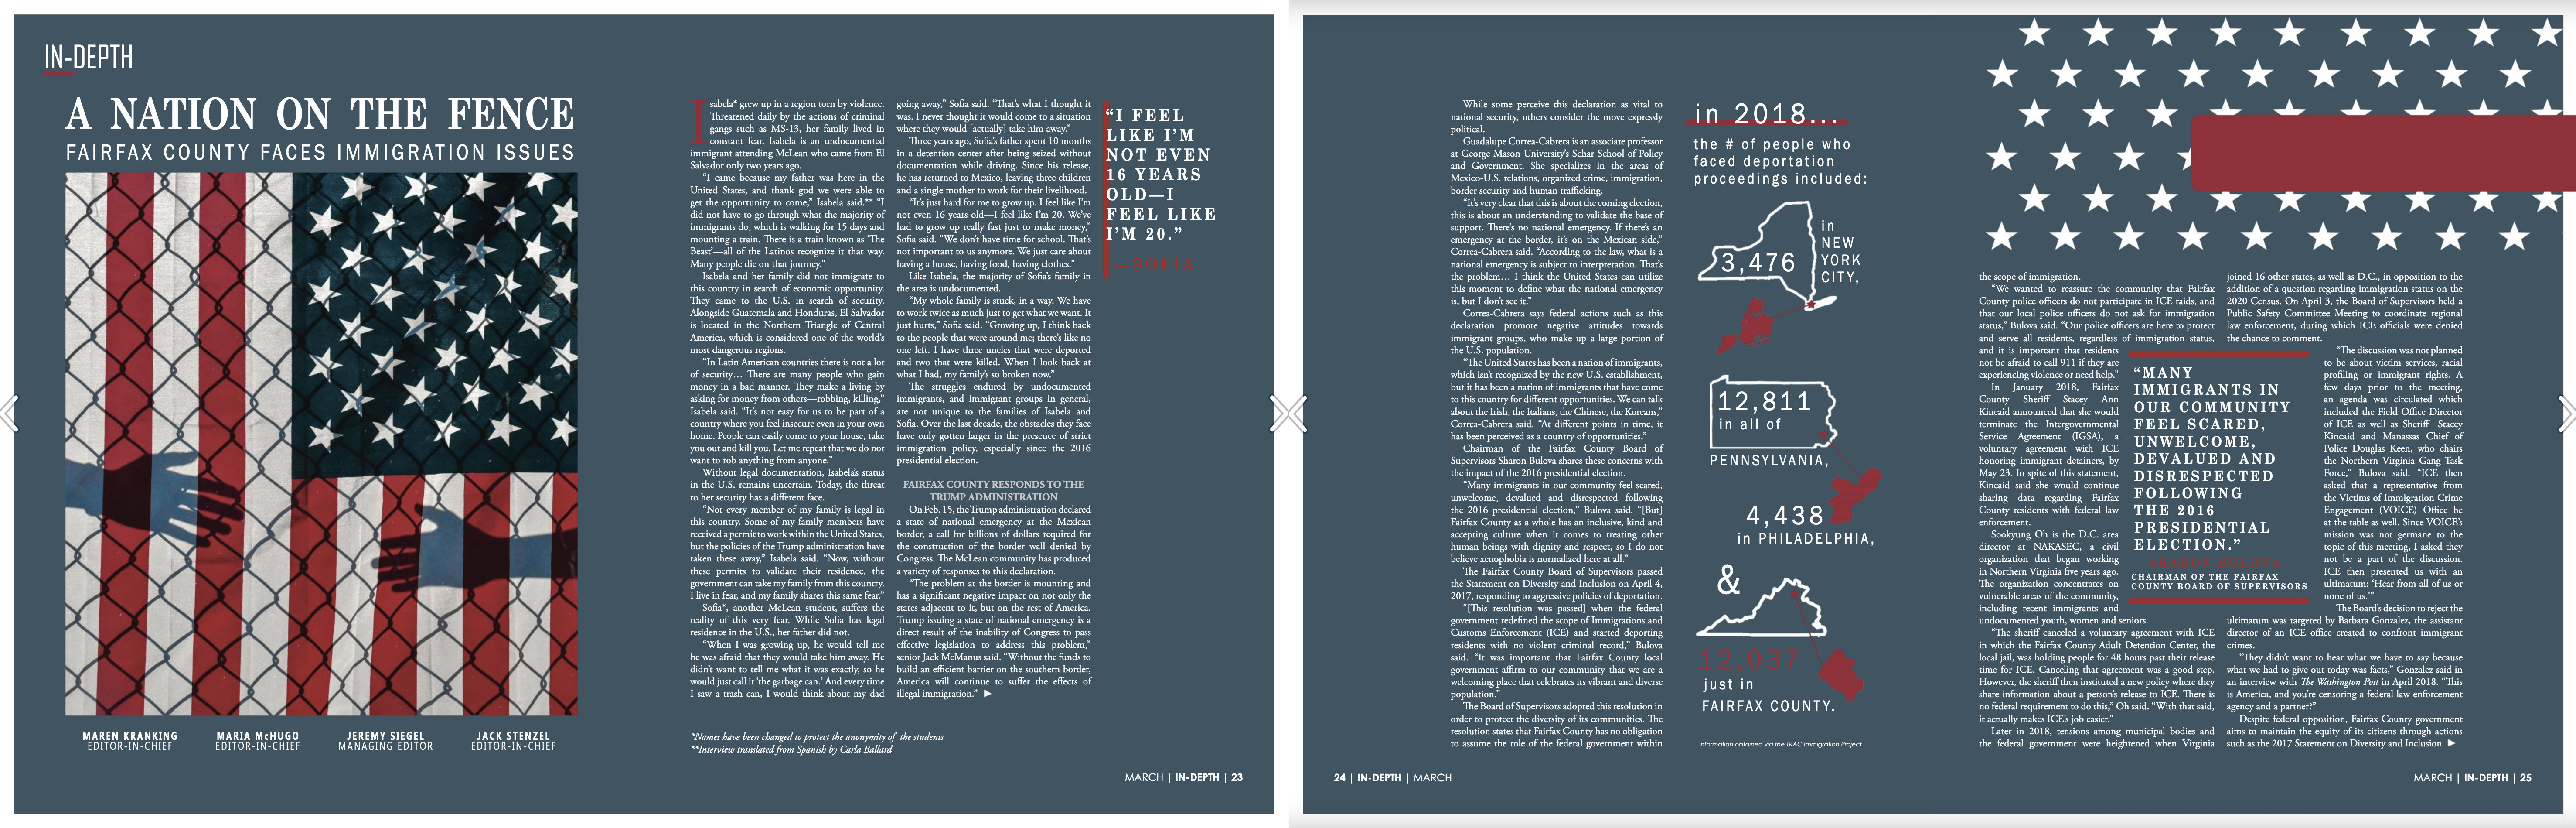 IN-DEPTH
A NATION ON THE FENCE
FAIRFAX COUNTY FACES IMMIGRATION ISSUES
MAREN KRANKING
EDITOR-IN-CHIEF
MARIA McHUGO
EDITOR-IN-CHIEF
JEREMY SIEGEL
MANAGING EDITOR
JACK STENZEL
EDITOR-IN-CHIEF
Isabela* grew up in a region torn by violence.
Threatened daily by the actions of criminal
gangs such as MS-13, her family lived in
constant fear. Isabela is an undocumented
immigrant attending McLean who came from El
Salvador only two years ago.
“I came because my father was here in the
United States, and thank god we were able to
get the opportunity to come,” Isabela said.** “I
did not have to go through what the majority of
immigrants do, which is walking for 15 days and
mounting a train. There is a train known as ‘The
Beast’—all of the Latinos recognize it that way.
Many people die on that journey.”
Isabela and her family did not immigrate to
this country in search of economic opportunity.
They came to the U.S. in search of security.
Alongside Guatemala and Honduras, El Salvador
is located in the Northern Triangle of Central
America, which is considered one of the world’s
most dangerous regions.
“In Latin American countries there is not a lot
of security… There are many people who gain
money in a bad manner. They make a living by
asking for money from others—robbing, killing,”
Isabela said. “It’s not easy for us to be part of a
country where you feel insecure even in your own
home. People can easily come to your house, take
you out and kill you. Let me repeat that we do not
want to rob anything from anyone.”
Without legal documentation, Isabela’s status
in the U.S. remains uncertain. Today, the threat
to her security has a different face.
“Not every member of my family is legal in
this country. Some of my family members have
received a permit to work within the United States,
but the policies of the Trump administration have
taken these away,” Isabela said. “Now, without
these permits to validate their residence, the
government can take my family from this country.
I live in fear, and my family shares this same fear.”
Sofia*, another McLean student, suffers the
reality of this very fear. While Sofia has legal
residence in the U.S., her father did not.
“When I was growing up, he would tell me
he was afraid that they would take him away. He
didn’t want to tell me what it was exactly, so he
would just call it ‘the garbage can.’ And every time
I saw a trash can, I would think about my dad
going away,” Sofia said. “That’s what I thought it
was. I never thought it would come to a situation
where they would [actually] take him away.”
Three years ago, Sofia’s father spent 10 months
in a detention center after being seized without
documentation while driving. Since his release,
he has returned to Mexico, leaving three children
and a single mother to work for their livelihood.
“It’s just hard for me to grow up. I feel like I’m
not even 16 years old—I feel like I’m 20. We’ve
had to grow up really fast just to make money,”
Sofia said. “We don’t have time for school. That’s
not important to us anymore. We just care about
having a house, having food, having clothes.”
Like Isabela, the majority of Sofia’s family in
the area is undocumented.
“My whole family is stuck, in a way. We have
to work twice as much just to get what we want. It
just hurts,” Sofia said. “Growing up, I think back
to the people that were around me; there’s like no
one left. I have three uncles that were deported
and two that were killed. When I look back at
what I had, my family’s so broken now.”
The struggles endured by undocumented
immigrants, and immigrant groups in general,
are not unique to the families of Isabela and
Sofia. Over the last decade, the obstacles they face
have only gotten larger in the presence of strict
immigration policy, especially since the 2016
presidential election.
FAIRFAX COUNTY RESPONDS TO THE
TRUMP ADMINISTRATION
On Feb. 15, the Trump administration declared
a state of national emergency at the Mexican
border, a call for billions of dollars required for
the construction of the border wall denied by
Congress. The McLean community has produced
a variety of responses to this declaration.
“The problem at the border is mounting and
has a significant negative impact on not only the
states adjacent to it, but on the rest of America.
Trump issuing a state of national emergency is a
direct result of the inability of Congress to pass
effective legislation to address this problem,”
senior Jack McManus said. “Without the funds to
build an efficient barrier on the southern border,
America will continue to suffer the effects of
illegal immigration.” ▶
“I FEEL
LIKE I’M
NOT EVEN
16 YEARS
OLD—I
FEEL LIKE
I’M 20.”
—SOFIA
*Names have been changed to protect the anonymity of the students
**Interview translated from Spanish by Carla Ballard
MARCH | IN-DEPTH | 23
While some perceive this declaration as vital to
national security, others consider the move expressly
political.
Guadalupe Correa-Cabrera is an associate professor
at George Mason University’s Schar School of Policy
and Government. She specializes in the areas of
Mexico-U.S. relations, organized crime, immigration,
border security and human trafficking.
“It’s very clear that this is about the coming election,
this is about an understanding to validate the base of
support. There’s no national emergency. If there’s an
emergency at the border, it’s on the Mexican side,”
Correa-Cabrera said. “According to the law, what is a
national emergency is subject to interpretation. That’s
the problem… I think the United States can utilize
this moment to define what the national emergency
is, but I don’t see it.”
Correa-Cabrera says federal actions such as this
declaration promote negative attitudes towards
immigrant groups, who make up a large portion of
the U.S. population.
“The United States has been a nation of immigrants,
which isn’t recognized by the new U.S. establishment,
but it has been a nation of immigrants that have come
to this country for different opportunities. We can talk
about the Irish, the Italians, the Chinese, the Koreans,”
Correa-Cabrera said. “At different points in time, it
has been perceived as a country of opportunities.”
Chairman of the Fairfax County Board of
Supervisors Sharon Bulova shares these concerns with
the impact of the 2016 presidential election.
“Many immigrants in our community feel scared,
unwelcome, devalued and disrespected following
the 2016 presidential election,” Bulova said. “[But]
Fairfax County as a whole has an inclusive, kind and
accepting culture when it comes to treating other
human beings with dignity and respect, so I do not
believe xenophobia is normalized here at all.”
The Fairfax County Board of Supervisors passed
the Statement on Diversity and Inclusion on April 4,
2017, responding to aggressive policies of deportation.
“[This resolution was passed] when the federal
government redefined the scope of Immigrations and
Customs Enforcement (ICE) and started deporting
residents with no violent criminal record,” Bulova
said. “It was important that Fairfax County local
government affirm to our community that we are a
welcoming place that celebrates its vibrant and diverse
population.”
The Board of Supervisors adopted this resolution in
order to protect the diversity of its communities. The
resolution states that Fairfax County has no obligation
to assume the role of the federal government within
in 2018...
the # of people who
faced deportation
proceedings included:
3,476
in
NEW
YORK
CITY,
12,811
in all of
PENNSYLVANIA,
4,438
in PHILADELPHIA,
&
12,037
just in
FAIRFAX COUNTY.
Information obtained via the TRAC Immigration Project
24 | IN-DEPTH | MARCH
the scope of immigration.
“We wanted to reassure the community that Fairfax
County police officers do not participate in ICE raids, and
that our local police officers do not ask for immigration
status,” Bulova said. “Our police officers are here to protect
and serve all residents, regardless of immigration status,
and it is important that residents
not be afraid to call 911 if they are
experiencing violence or need help.”
In January 2018, Fairfax
County Sheriff Stacey Ann
Kincaid announced that she would
terminate the Intergovernmental
Service Agreement (IGSA), a
voluntary agreement with ICE
honoring immigrant detainers, by
May 23. In spite of this statement,
Kincaid said she would continue
sharing data regarding Fairfax
County residents with federal law
enforcement.
Sookyung Oh is the D.C. area
director at NAKASEC, a civil
organization that began working
in Northern Virginia five years ago.
The organization concentrates on
vulnerable areas of the community,
including recent immigrants and
undocumented youth, women and seniors.
“The sheriff canceled a voluntary agreement with ICE
in which the Fairfax County Adult Detention Center, the
local jail, was holding people for 48 hours past their release
time for ICE. Canceling that agreement was a good step.
However, the sheriff then instituted a new policy where they
share information about a person’s release to ICE. There is
no federal requirement to do this,” Oh said. “With that said,
it actually makes ICE’s job easier.”
Later in 2018, tensions among municipal bodies and
the federal government were heightened when Virginia
“MANY
IMMIGRANTS IN
OUR COMMUNITY
FEEL SCARED,
UNWELCOME,
DEVALUED AND
DISRESPECTED
FOLLOWING
THE 2016
PRESIDENTIAL
ELECTION.”
—SHARON BULOVA
CHAIRMAN OF THE FAIRFAX
COUNTY BOARD OF SUPERVISORS
joined 16 other states, as well as D.C., in opposition to the
addition of a question regarding immigration status on the
2020 Census. On April 3, the Board of Supervisors held a
Public Safety Committee Meeting to coordinate regional
law enforcement, during which ICE officials were denied
the chance to comment.
“The discussion was not planned
to be about victim services, racial
profiling or immigrant rights. A
few days prior to the meeting,
an agenda was circulated which
included the Field Office Director
of ICE as well as Sheriff Stacey
Kincaid and Manassas Chief of
Police Douglas Keen, who chairs
the Northern Virginia Gang Task
Force,” Bulova said. “ICE then
asked that a representative from
the Victims of Immigration Crime
Engagement (VOICE) Office be
at the table as well. Since VOICE’s
mission was not germane to the
topic of this meeting, I asked they
not be a part of the discussion.
ICE then presented us with an
ultimatum: ‘Hear from all of us or
none of us.’”
The Board’s decision to reject the
ultimatum was targeted by Barbara Gonzalez, the assistant
director of an ICE office created to confront immigrant
crimes.
“They didn’t want to hear what we have to say because
what we had to give out today was facts,” Gonzalez said in
an interview with The Washington Post in April 2018. “This
is America, and you’re censoring a federal law enforcement
agency and a partner?”
Despite federal opposition, Fairfax County government
aims to maintain the equity of its citizens through actions
such as the 2017 Statement on Diversity and Inclusion ▶
MARCH | IN-DEPTH | 25